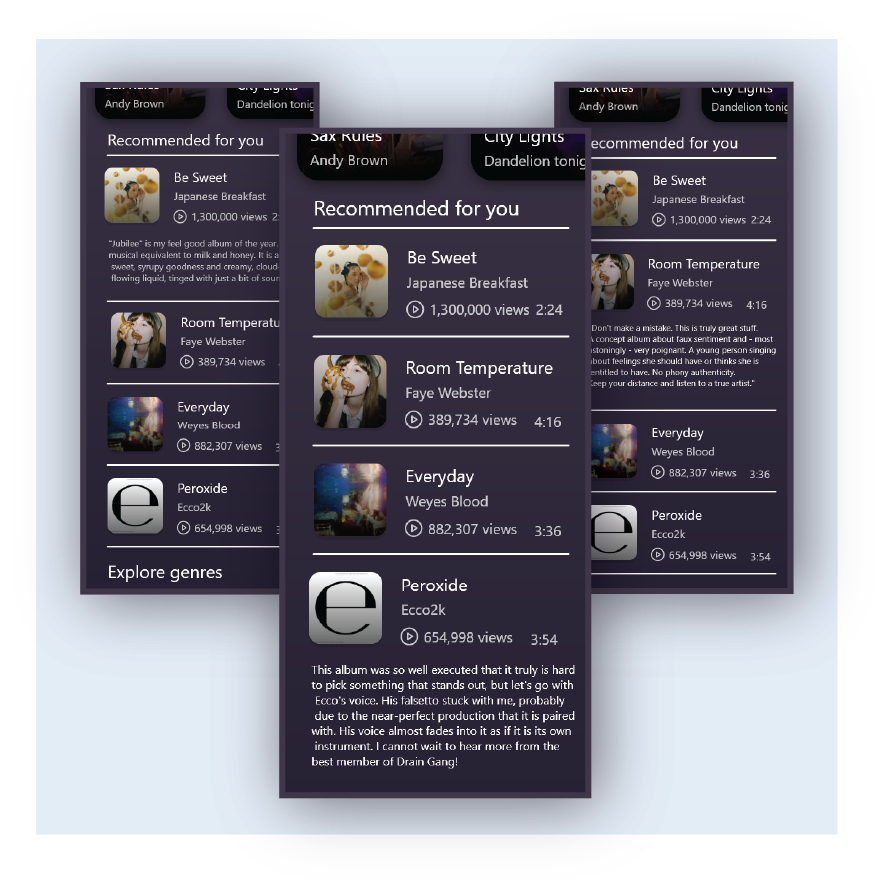 Sax Rules
Andy Brown
City Lights
Dandelion tonig
Recommended for you
Be Sweet
Japanese Breakfast
1,300,000 views 2:
"Jubilee" is my feel good album of the year.
musical equivalent to milk and honey. It is a
sweet, syrupy goodness and creamy, cloud-
flowing liquid, tinged with just a bit of sour
Room Temperatu
Faye Webster
389,734 views
Everyday
Weyes Blood
882,307 views 3
Peroxide
Ecco2k
654,998 views 3
Explore genres
Sax Rules
Andy Brown
City Lights
Dandelion tonig
Recommended for you
Be Sweet
Japanese Breakfast
1,300,000 views 2:24
Room Temperature
Faye Webster
389,734 views 4:16
Everyday
Weyes Blood
882,307 views 3:36
e
Peroxide
Ecco2k
654,998 views 3:54
This album was so well executed that it truly is hard
to pick something that stands out, but let's go with
Ecco's voice. His falsetto stuck with me, probably
due to the near-perfect production that it is paired
with. His voice almost fades into it as if it is its own
instrument. I cannot wait to hear more from the
best member of Drain Gang!
Sax Rules
Andy Brown
City Lights
Dandelion tonig
ecommended for you
Be Sweet
Japanese Breakfast
1,300,000 views 2:24
Room Temperature
Faye Webster
389,734 views 4:16
Don't make a mistake. This is truly great stuff.
A concept album about faux sentiment and - most
astoningly - very poignant. A young person singing
about feelings she should have or thinks she is
entitled to have. No phony authenticity.
Keep your distance and listen to a true artist."
Everyday
Weyes Blood
882,307 views 3:36
Peroxide
Ecco2k
654,998 views 3:54